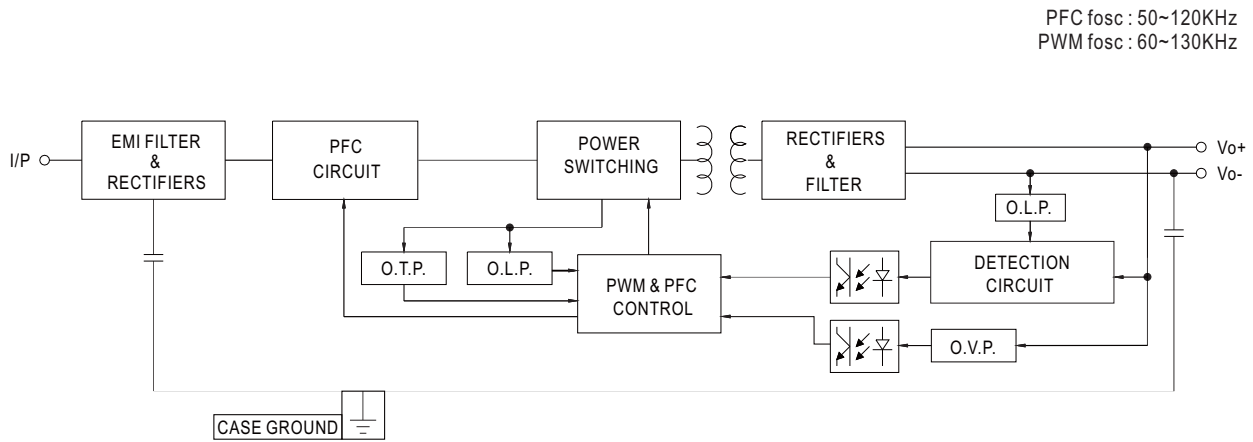 PFC fosc : 50~120KHz
PWM fosc : 60~130KHz
I/P
EMI FILTER
&
RECTIFIERS
PFC
CIRCUIT
POWER
SWITCHING
RECTIFIERS
&
FILTER
Vo+
Vo-
O.L.P.
O.T.P.
O.L.P.
PWM & PFC
CONTROL
DETECTION
CIRCUIT
O.V.P.
CASE GROUND